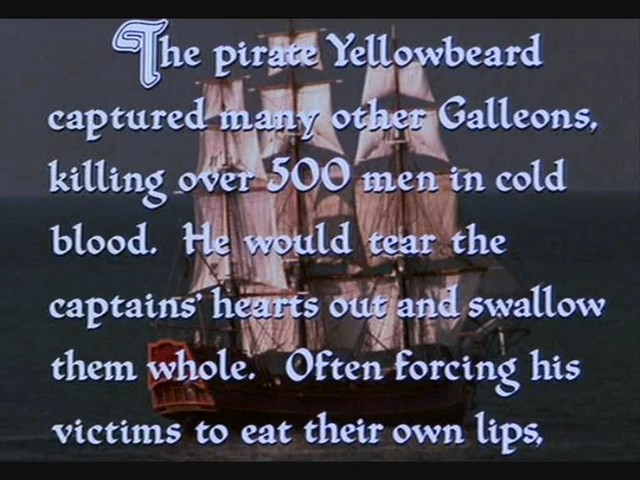 The pirate Yellowbeard
captured many other Galleons,
killing over 500 men in cold
blood. He would tear the
captains' hearts out and swallow
them whole. Often forcing his
victims to eat their own lips,